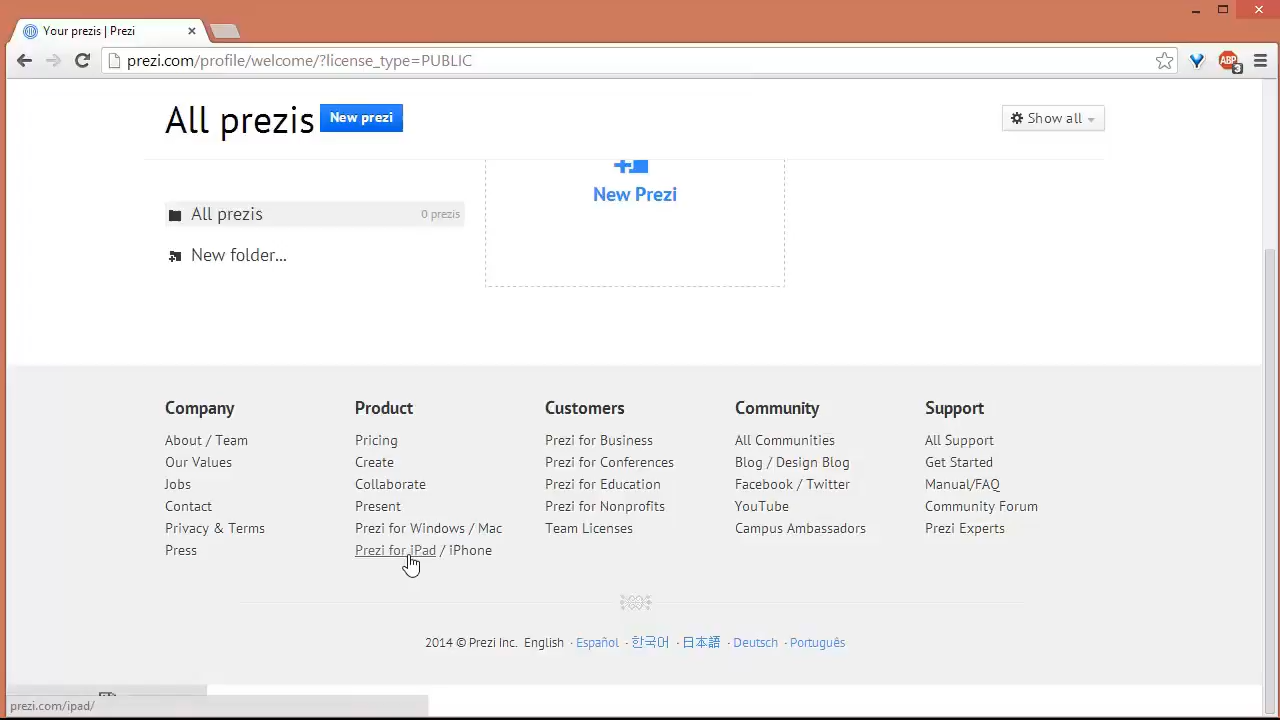 Your prezis | Prezi
prezi.com/profile/welcome/?license_type=PUBLIC
ABP
3
All prezis
New prezi
Show all
New Prezi
All prezis
0 prezis
New folder...
Company
About / Team
Our Values
Jobs
Contact
Privacy & Terms
Press
Product
Pricing
Create
Collaborate
Present
Prezi for Windows / Mac
Prezi for iPad / iPhone
Customers
Prezi for Business
Prezi for Conferences
Prezi for Education
Prezi for Nonprofits
Team Licenses
Community
All Communities
Blog / Design Blog
Facebook / Twitter
YouTube
Campus Ambassadors
Support
All Support
Get Started
Manual/FAQ
Community Forum
Prezi Experts
2014 © Prezi Inc. English · Español · 한국어 · 日本語 · Deutsch · Português
prezi.com/ipad/